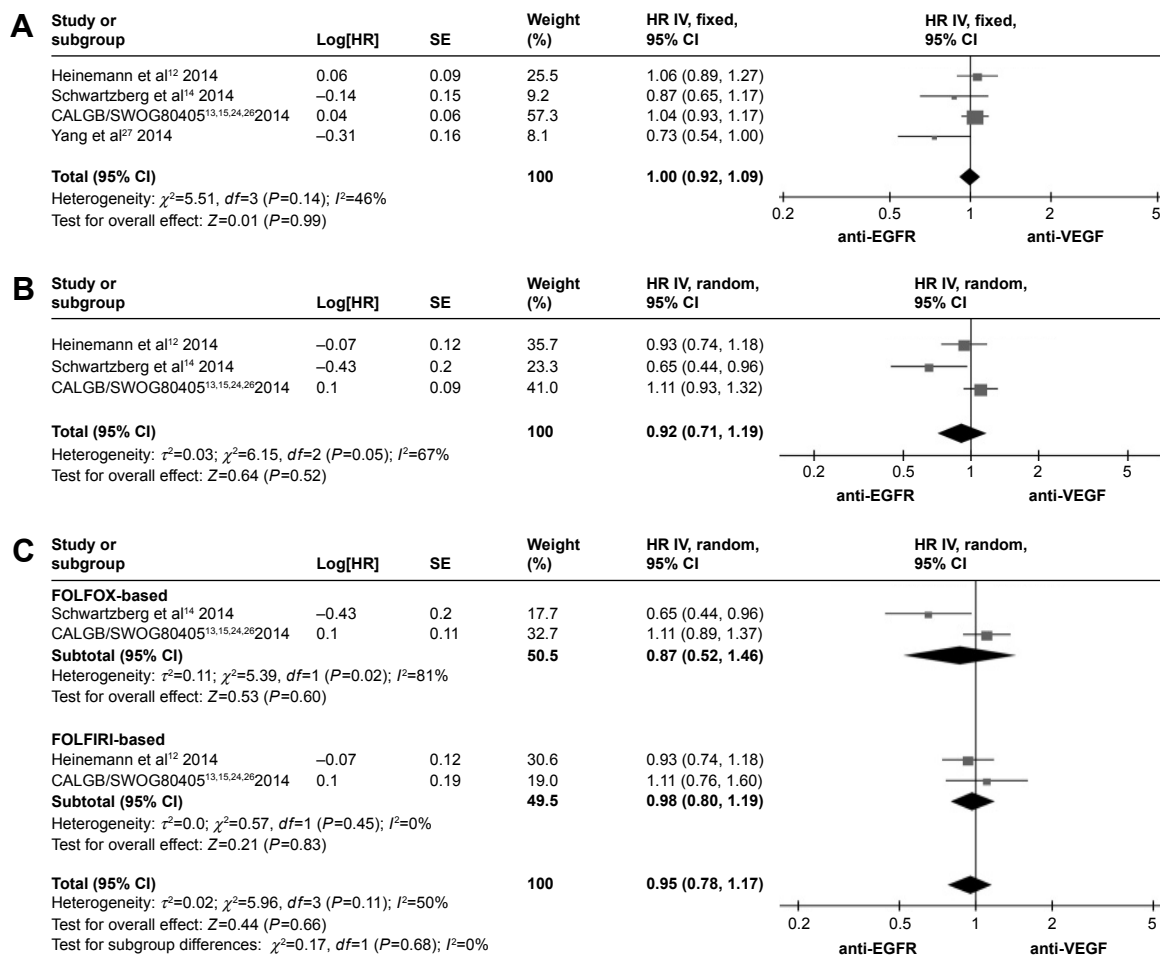 A
Study or subgroup Log[HR] SE Weight (%) HR IV, fixed, 95% CI HR IV, fixed, 95% CI
Heinemann et al12 2014 0.06 0.09 25.5 1.06 (0.89, 1.27)
Schwartzberg et al14 2014 –0.14 0.15 9.2 0.87 (0.65, 1.17)
CALGB/SWOG8040513,15,24,262014 0.04 0.06 57.3 1.04 (0.93, 1.17)
Yang et al27 2014 –0.31 0.16 8.1 0.73 (0.54, 1.00)
Total (95% CI) 100 1.00 (0.92, 1.09)
Heterogeneity: χ2=5.51, df=3 (P=0.14); I2=46%
Test for overall effect: Z=0.01 (P=0.99)
0.2 0.5 1 2 5
anti-EGFR anti-VEGF
B
Study or subgroup Log[HR] SE Weight (%) HR IV, random, 95% CI HR IV, random, 95% CI
Heinemann et al12 2014 –0.07 0.12 35.7 0.93 (0.74, 1.18)
Schwartzberg et al14 2014 –0.43 0.2 23.3 0.65 (0.44, 0.96)
CALGB/SWOG8040513,15,24,262014 0.1 0.09 41.0 1.11 (0.93, 1.32)
Total (95% CI) 100 0.92 (0.71, 1.19)
Heterogeneity: τ2=0.03; χ2=6.15, df=2 (P=0.05); I2=67%
Test for overall effect: Z=0.64 (P=0.52)
0.2 0.5 1 2 5
anti-EGFR anti-VEGF
C
Study or subgroup Log[HR] SE Weight (%) HR IV, random, 95% CI HR IV, random, 95% CI
FOLFOX-based
Schwartzberg et al14 2014 –0.43 0.2 17.7 0.65 (0.44, 0.96)
CALGB/SWOG8040513,15,24,262014 0.1 0.11 32.7 1.11 (0.89, 1.37)
Subtotal (95% CI) 50.5 0.87 (0.52, 1.46)
Heterogeneity: τ2=0.11; χ2=5.39, df=1 (P=0.02); I2=81%
Test for overall effect: Z=0.53 (P=0.60)
FOLFIRI-based
Heinemann et al12 2014 –0.07 0.12 30.6 0.93 (0.74, 1.18)
CALGB/SWOG8040513,15,24,262014 0.1 0.19 19.0 1.11 (0.76, 1.60)
Subtotal (95% CI) 49.5 0.98 (0.80, 1.19)
Heterogeneity: τ2=0.0; χ2=0.57, df=1 (P=0.45); I2=0%
Test for overall effect: Z=0.21 (P=0.83)
Total (95% CI) 100 0.95 (0.78, 1.17)
Heterogeneity: τ2=0.02; χ2=5.96, df=3 (P=0.11); I2=50%
Test for overall effect: Z=0.44 (P=0.66)
Test for subgroup differences: χ2=0.17, df=1 (P=0.68); I2=0%
0.2 0.5 1 2 5
anti-EGFR anti-VEGF